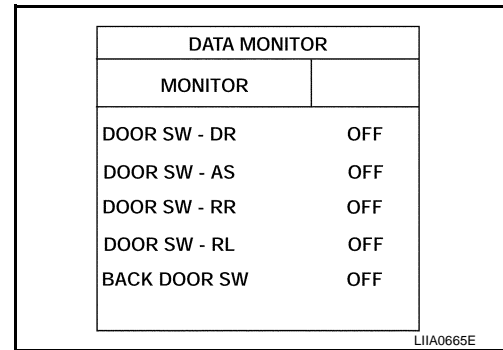 DATA MONITOR
MONITOR
DOOR SW - DR OFF
DOOR SW - AS OFF
DOOR SW - RR OFF
DOOR SW - RL OFF
BACK DOOR SW OFF
LIIA0665E